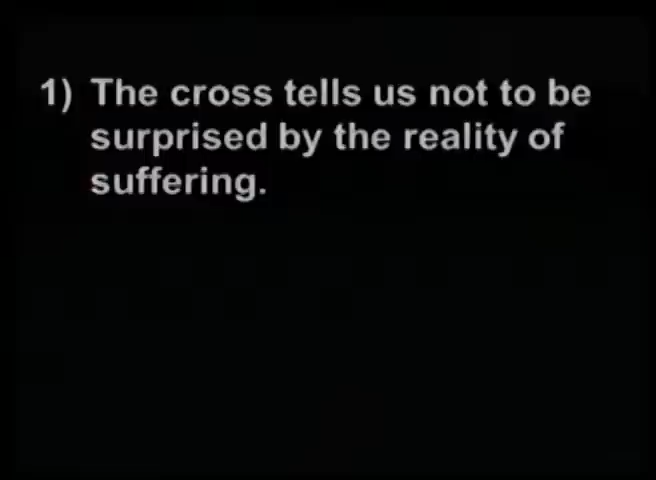 1) The cross tells us not to be
surprised by the reality of
suffering.